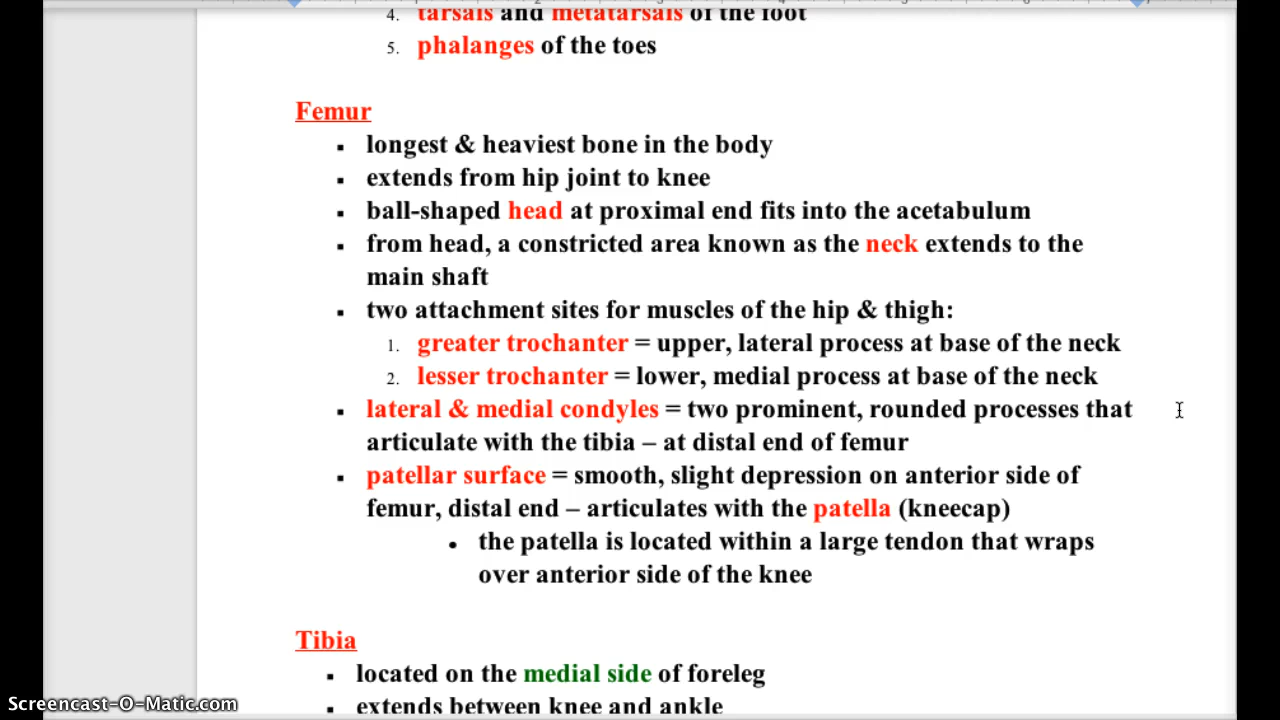 4. tarsals and metatarsals of the foot
5. phalanges of the toes
Femur
▪ longest & heaviest bone in the body
▪ extends from hip joint to knee
▪ ball-shaped head at proximal end fits into the acetabulum
▪ from head, a constricted area known as the neck extends to the
main shaft
▪ two attachment sites for muscles of the hip & thigh:
1. greater trochanter = upper, lateral process at base of the neck
2. lesser trochanter = lower, medial process at base of the neck
▪ lateral & medial condyles = two prominent, rounded processes that
articulate with the tibia – at distal end of femur
▪ patellar surface = smooth, slight depression on anterior side of
femur, distal end – articulates with the patella (kneecap)
• the patella is located within a large tendon that wraps
over anterior side of the knee
Tibia
▪ located on the medial side of foreleg
▪ extends between knee and ankle
Screencast-O-Matic.com